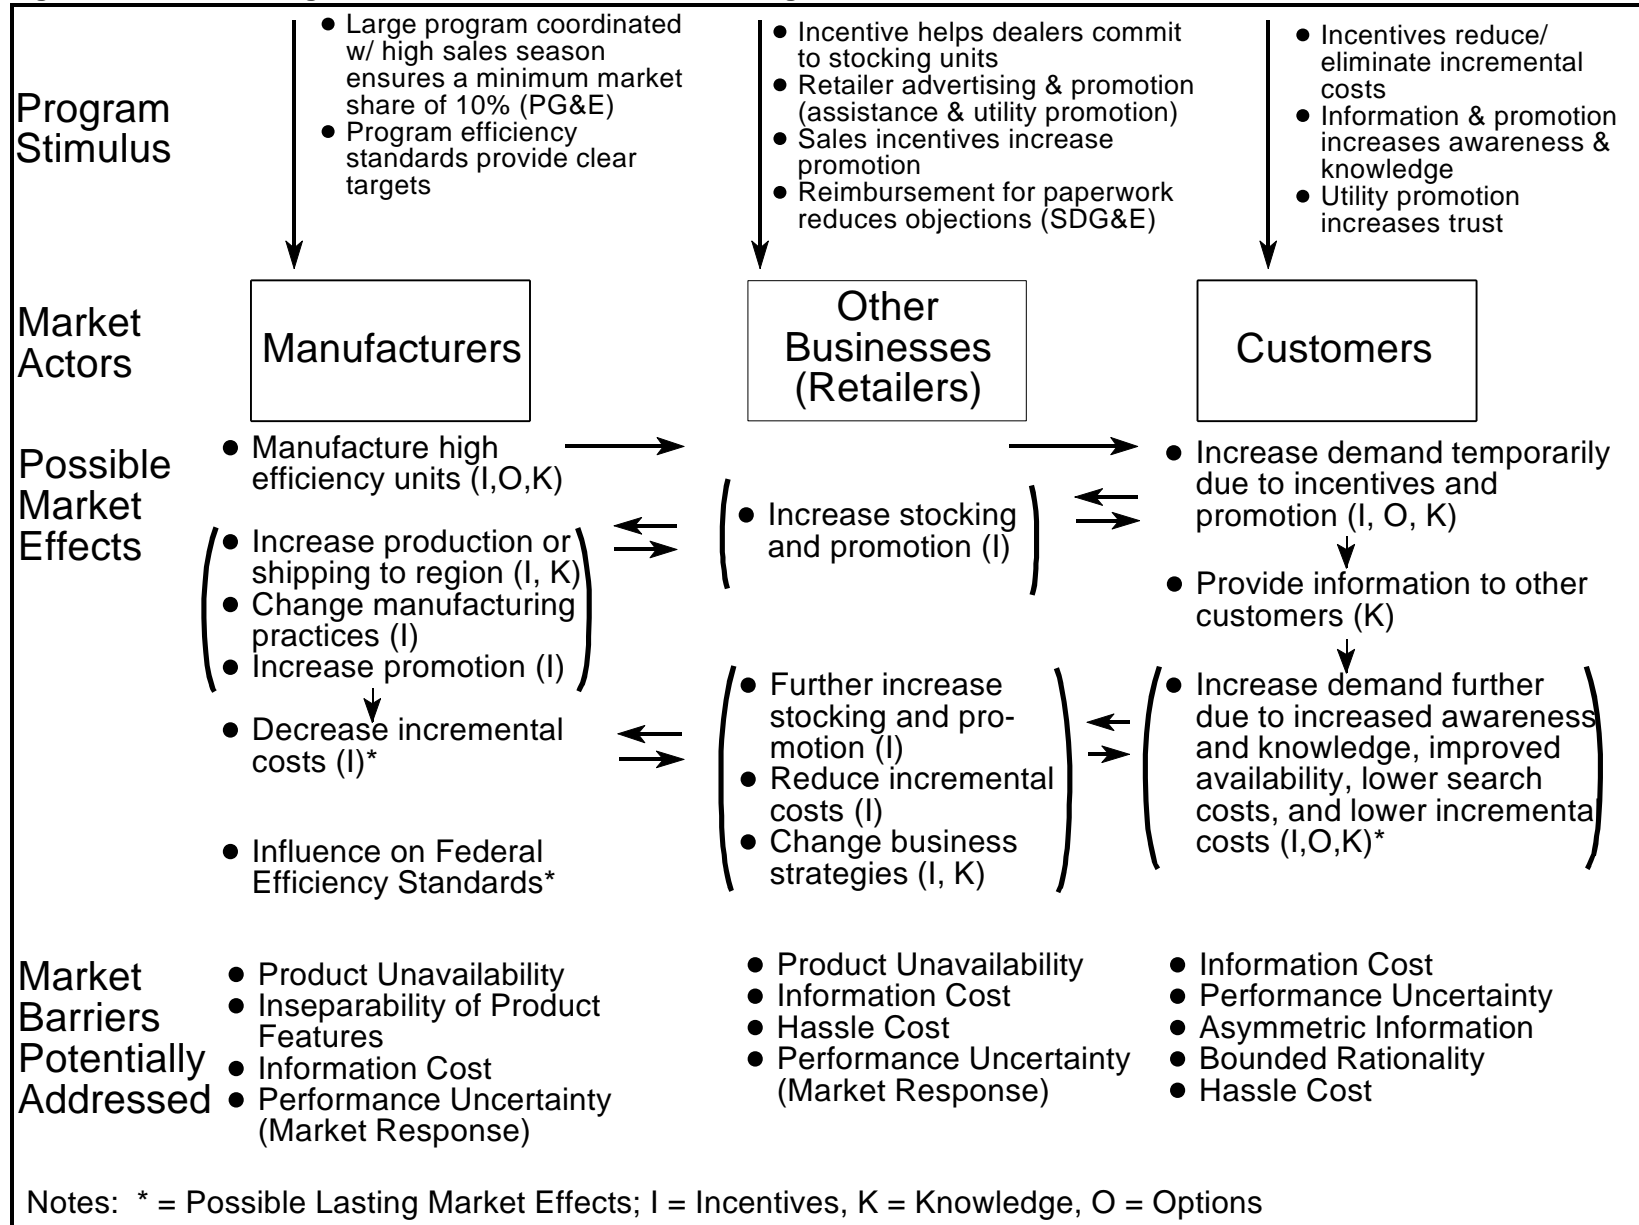 Program
Stimulus
● Large program coordinated
w/ high sales season
ensures a minimum market
share of 10% (PG&E)
● Program efficiency
standards provide clear
targets
● Incentive helps dealers commit
to stocking units
● Retailer advertising & promotion
(assistance & utility promotion)
● Sales incentives increase
promotion
● Reimbursement for paperwork
reduces objections (SDG&E)
● Incentives reduce/
eliminate incremental
costs
● Information & promotion
increases awareness &
knowledge
● Utility promotion
increases trust
Market
Actors
Manufacturers
Other
Businesses
(Retailers)
Customers
Possible
Market
Effects
● Manufacture high
efficiency units (I,O,K)
● Increase production or
shipping to region (I, K)
● Change manufacturing
practices (I)
● Increase promotion (I)
● Decrease incremental
costs (I)*
● Influence on Federal
Efficiency Standards*
● Increase stocking
and promotion (I)
● Further increase
stocking and pro-
motion (I)
● Reduce incremental
costs (I)
● Change business
strategies (I, K)
● Increase demand temporarily
due to incentives and
promotion (I, O, K)
● Provide information to other
customers (K)
● Increase demand further
due to increased awareness
and knowledge, improved
availability, lower search
costs, and lower incremental
costs (I,O,K)*
Market
Barriers
Potentially
Addressed
● Product Unavailability
● Inseparability of Product
Features
● Information Cost
● Performance Uncertainty
(Market Response)
● Product Unavailability
● Information Cost
● Hassle Cost
● Performance Uncertainty
(Market Response)
● Information Cost
● Performance Uncertainty
● Asymmetric Information
● Bounded Rationality
● Hassle Cost
Notes: * = Possible Lasting Market Effects; I = Incentives, K = Knowledge, O = Options